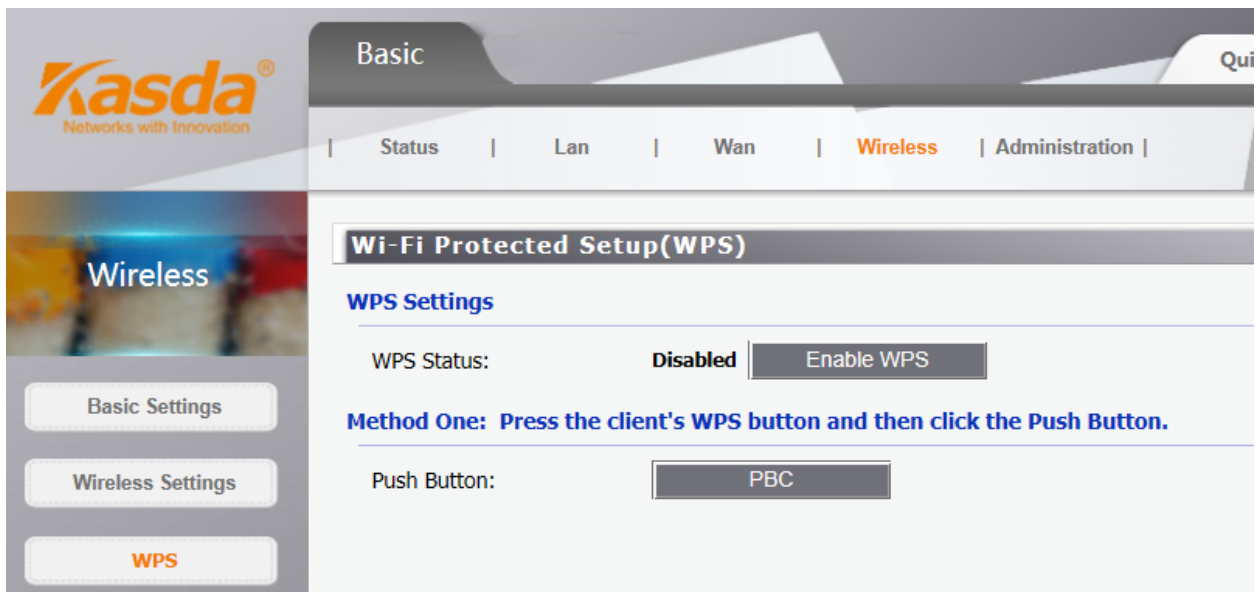 Kasda®
Networks with Innovation
Basic
| Status | Lan | Wan | Wireless | Administration |
Wireless
Basic Settings
Wireless Settings
WPS
Wi-Fi Protected Setup(WPS)
WPS Settings
WPS Status: Disabled Enable WPS
Method One: Press the client's WPS button and then click the Push Button.
Push Button: PBC